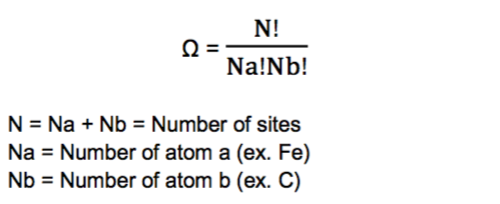 Ω = N! / Na!Nb!
N = Na + Nb = Number of sites
Na = Number of atom a (ex. Fe)
Nb = Number of atom b (ex. C)